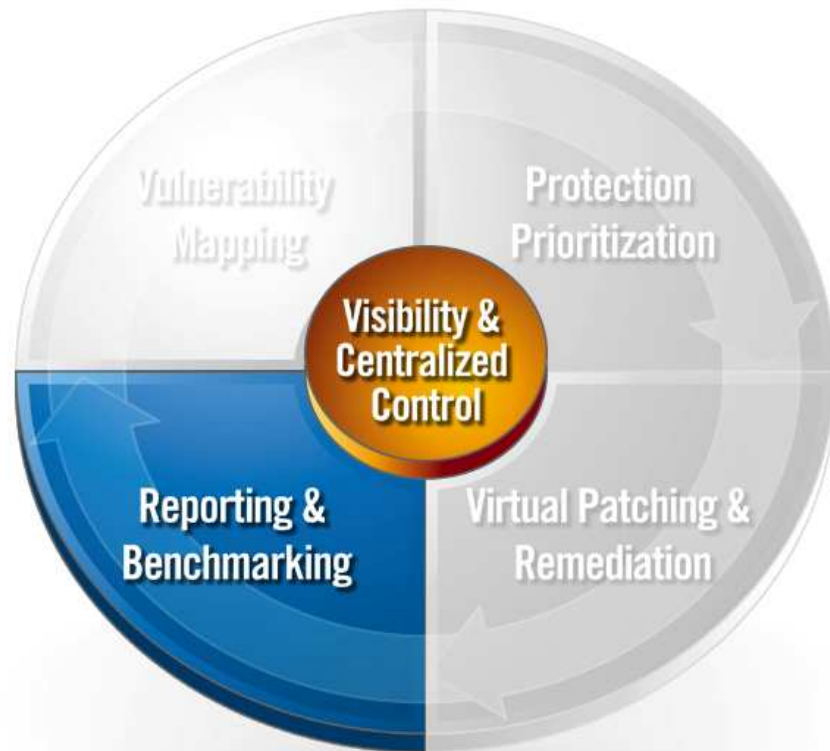 Vulnerability
Mapping
Protection
Prioritization
Visibility &
Centralized
Control
Reporting &
Benchmarking
Virtual Patching &
Remediation